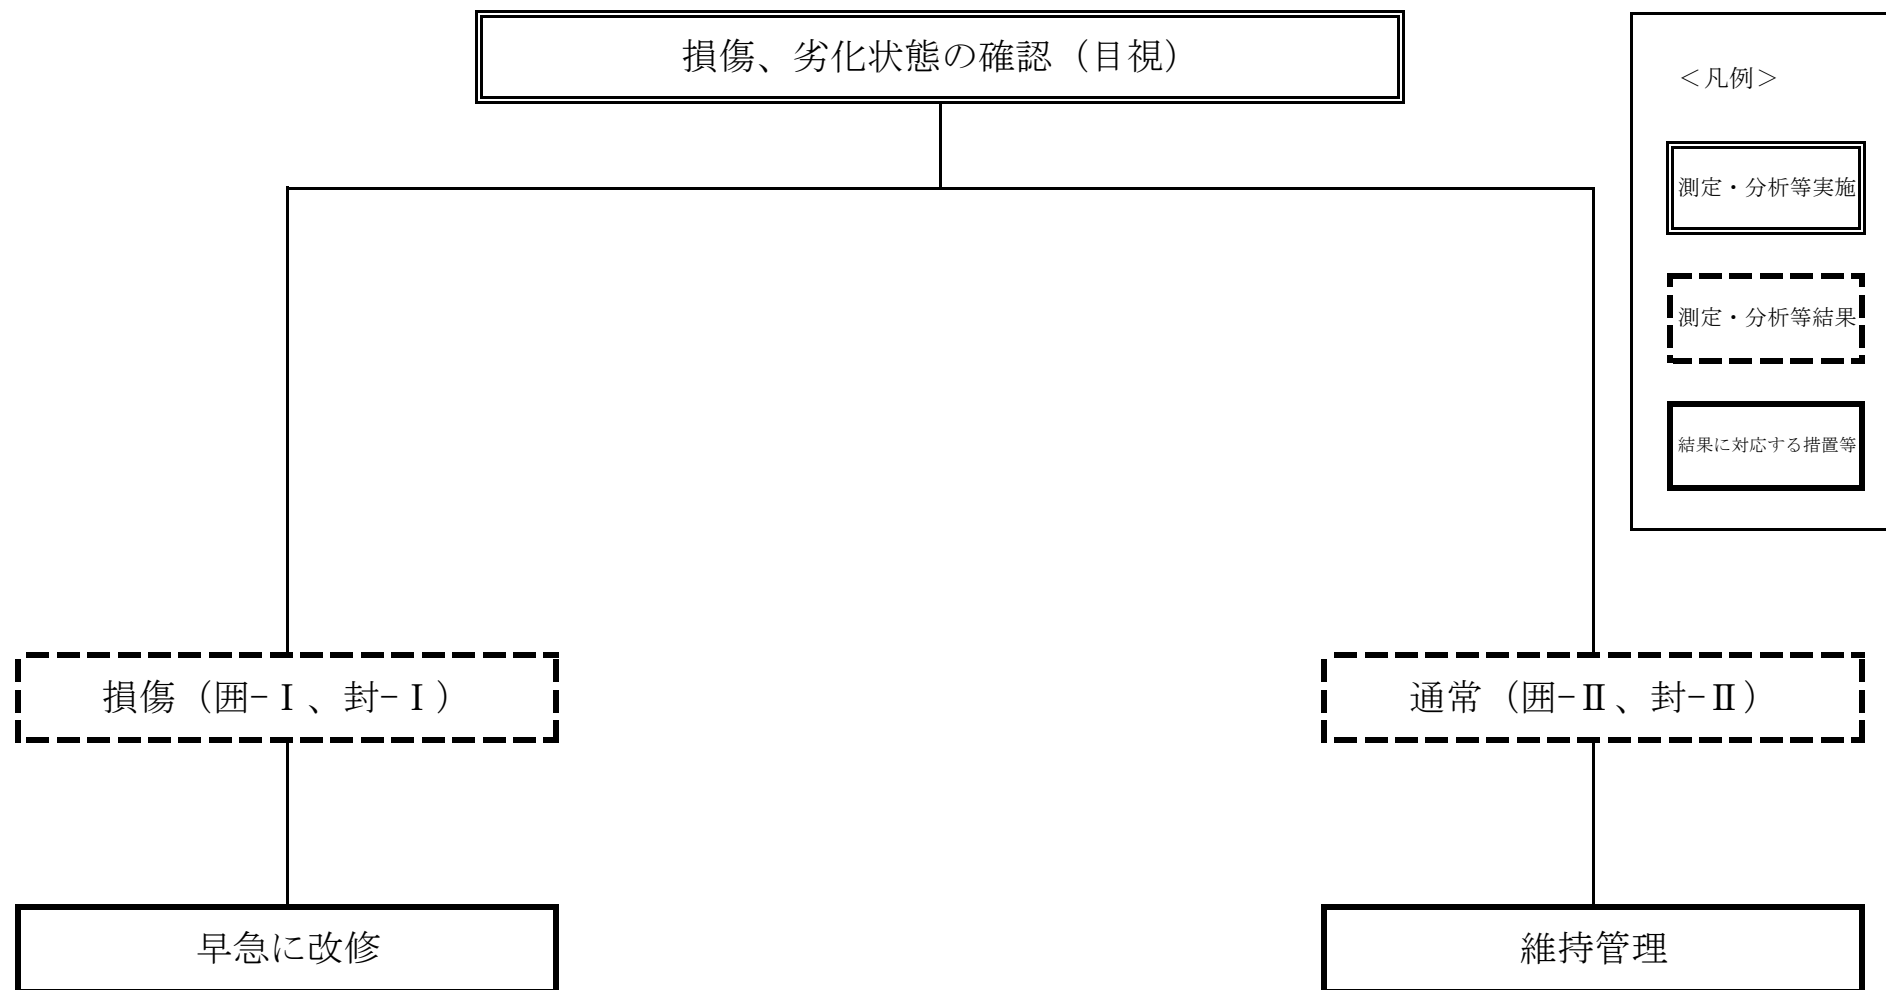 損傷、劣化状態の確認（目視）
＜凡例＞
測定・分析等実施
測定・分析等結果
結果に対応する措置等
損傷（囲−Ⅰ、封−Ⅰ）
通常（囲−Ⅱ、封−Ⅱ）
早急に改修
維持管理